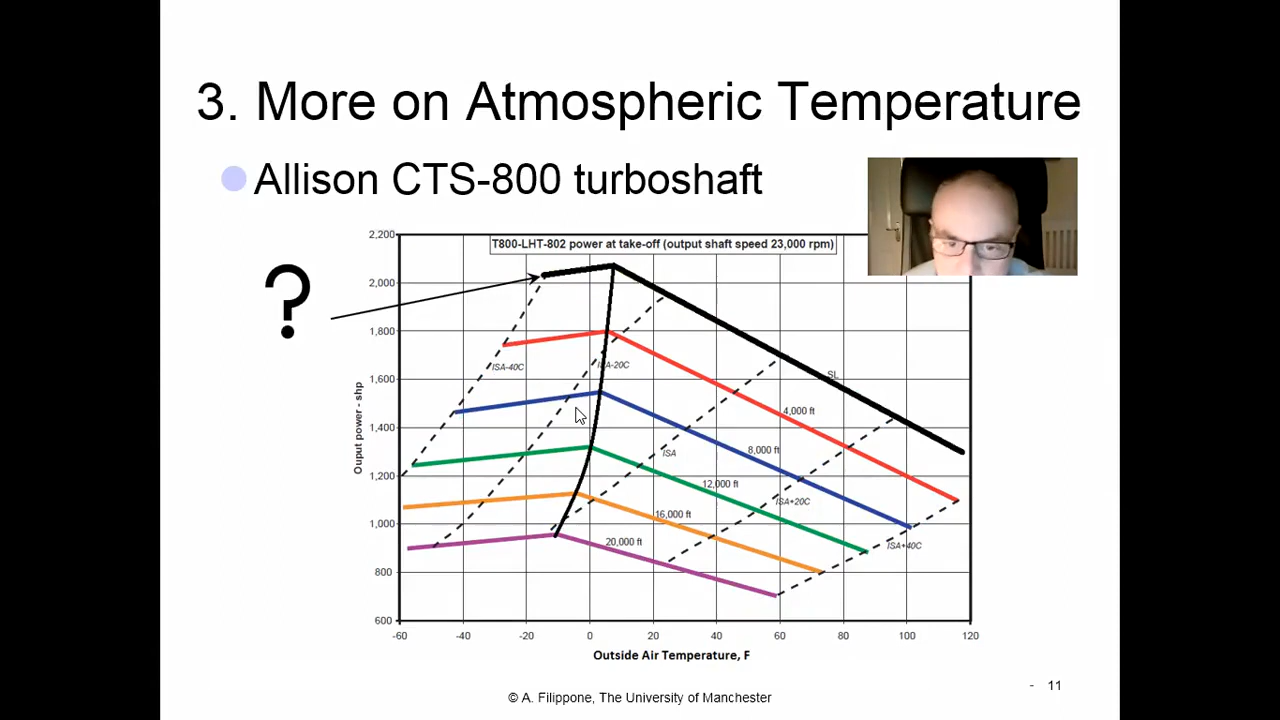 3. More on Atmospheric Temperature
Allison CTS-800 turboshaft
T800-LHT-802 power at take-off (output shaft speed 23,000 rpm)
?
2,200
2,000
1,800
1,600
1,400
1,200
1,000
800
600
Ouput power - shp
ISA-40C
ISA-20C
SL
4,000 ft
ISA
8,000 ft
12,000 ft
ISA+20C
16,000 ft
20,000 ft
ISA+40C
-60 -40 -20 0 20 40 60 80 100 120
Outside Air Temperature, F
- 11
© A. Filippone, The University of Manchester